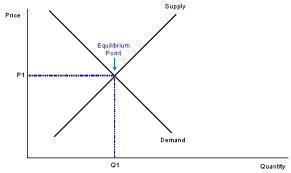 Supply
Price
Equilibrium
Point
P1
Demand
Q1
Quantity